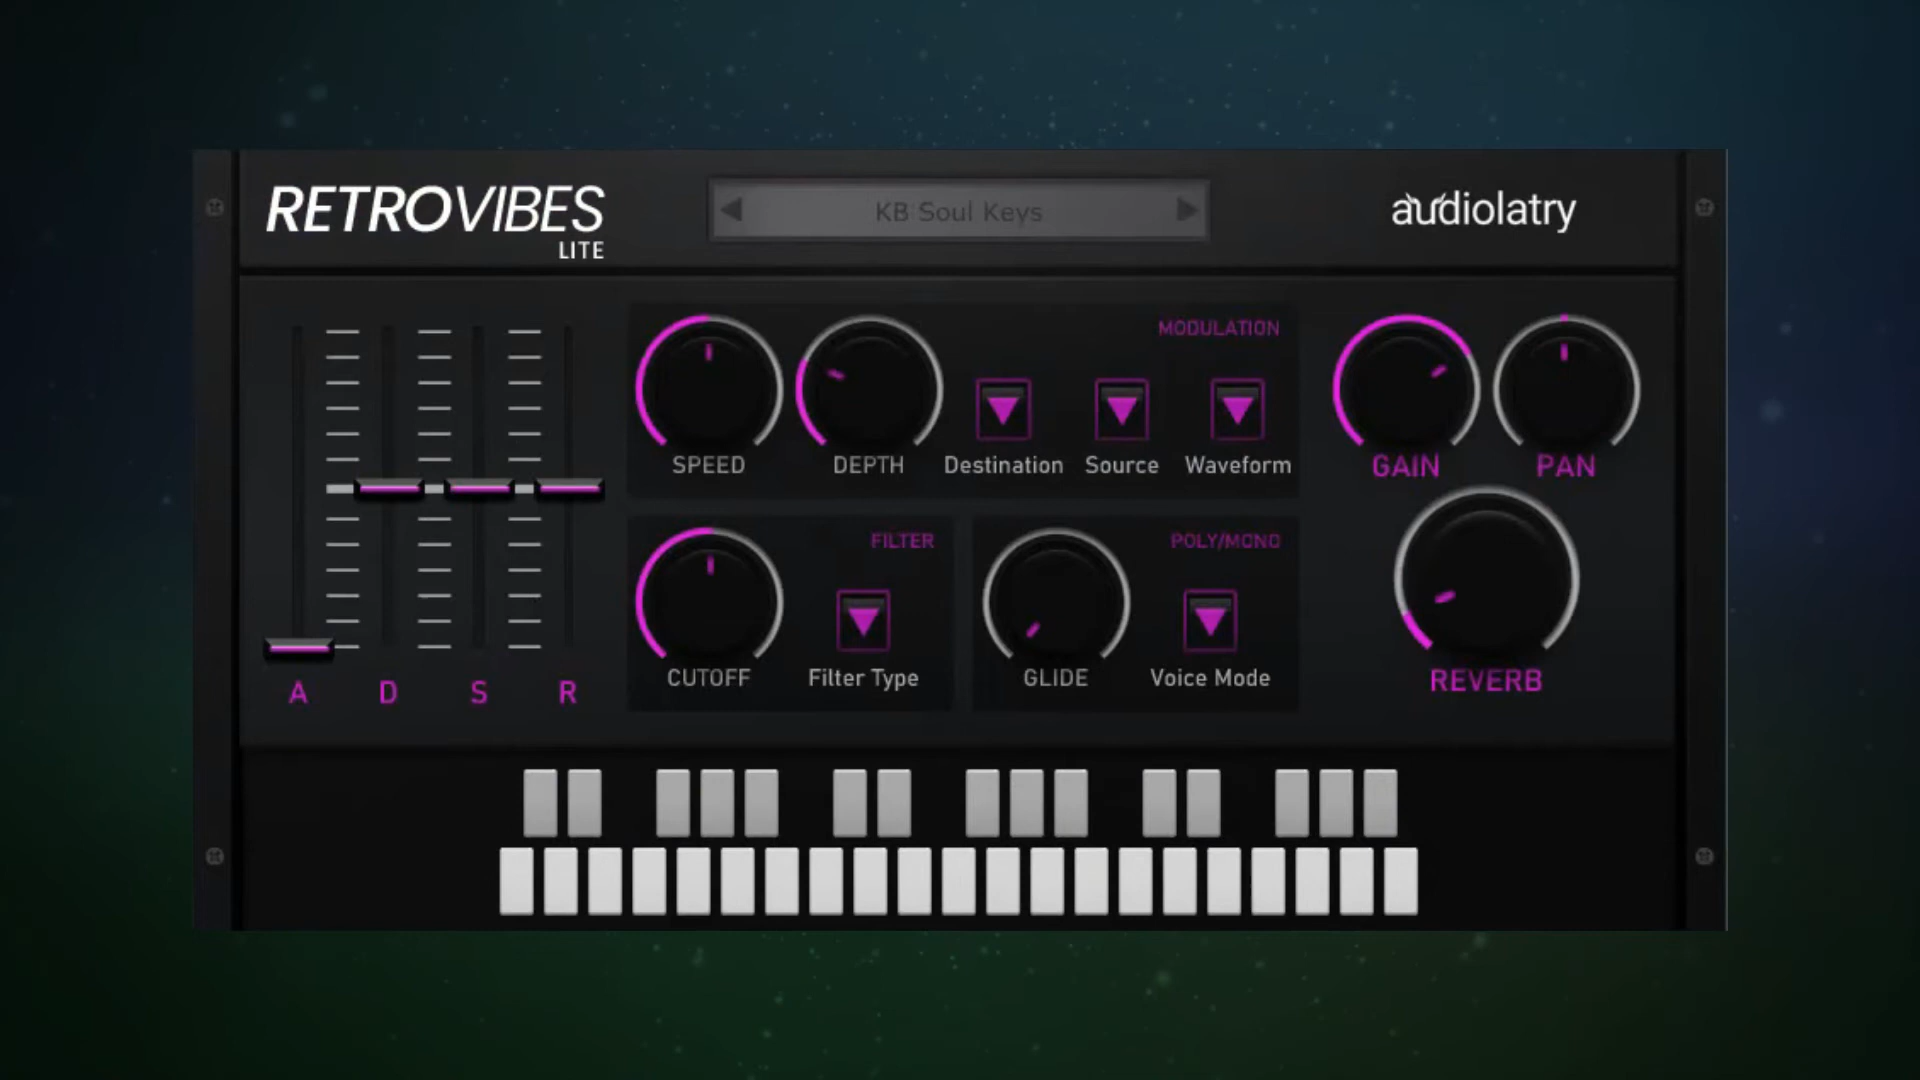 RETROVIBES
LITE
KB Soul Keys
audiolatry
MODULATION
SPEED
DEPTH
Destination
Source
Waveform
GAIN
PAN
FILTER
CUTOFF
Filter Type
POLY/MONO
GLIDE
Voice Mode
REVERB
A D S R